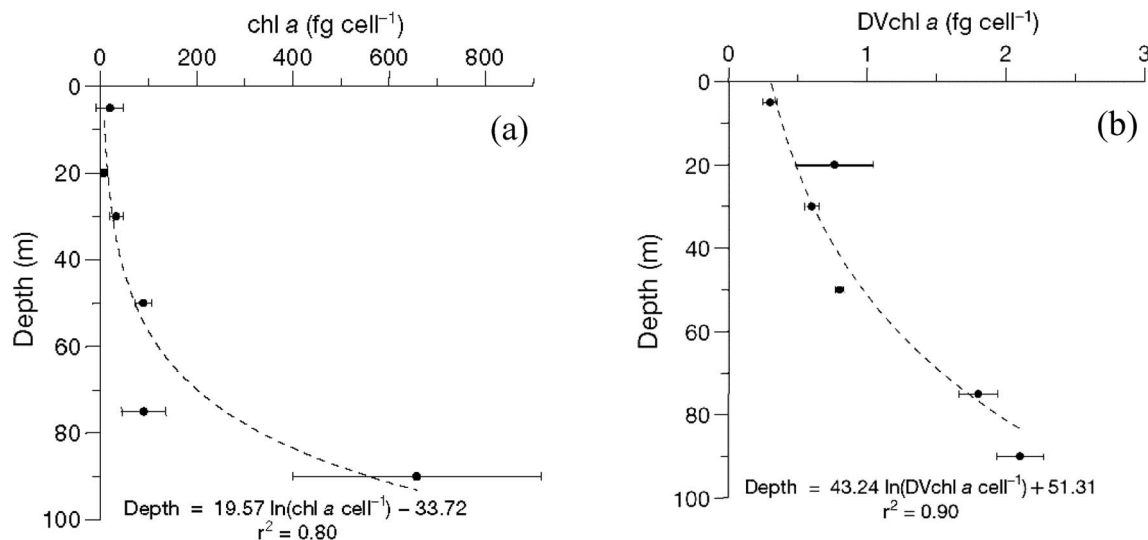 chl a (fg cell⁻¹)
0 200 400 600 800
0
20
40
60
80
100
Depth (m)
(a)
Depth = 19.57 ln(chl a cell⁻¹) − 33.72
r² = 0.80
DVchl a (fg cell⁻¹)
0 1 2 3
0
20
40
60
80
100
Depth (m)
(b)
Depth = 43.24 ln(DVchl a cell⁻¹) + 51.31
r² = 0.90